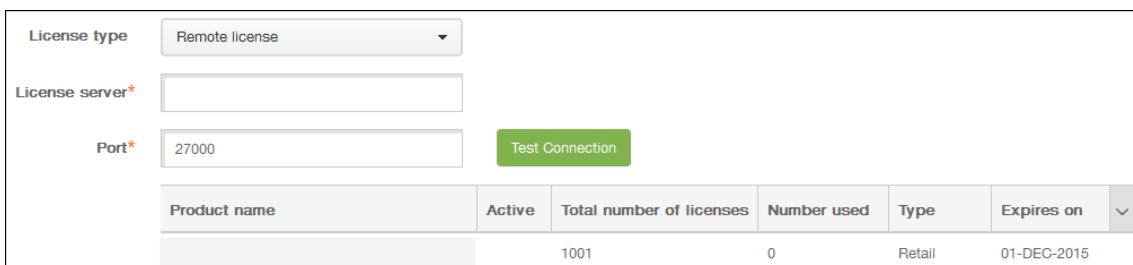 License type Remote license
License server*
Port* 27000 Test Connection
Product name Active Total number of licenses Number used Type Expires on
1001 0 Retail 01-DEC-2015